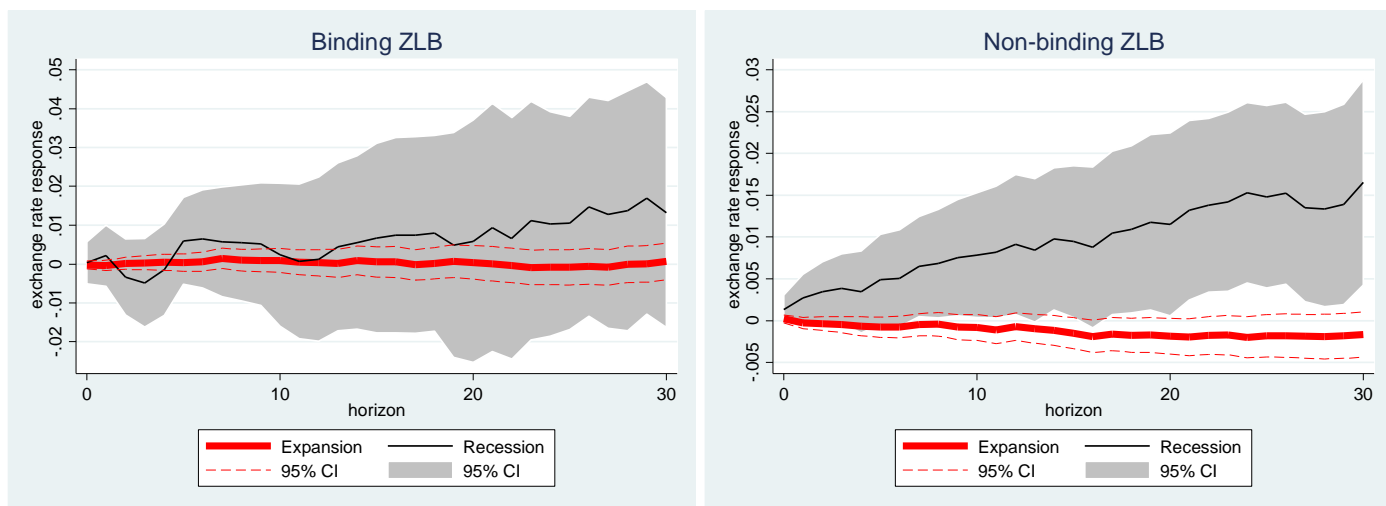 Binding ZLB
exchange rate response
.05
.04
.03
.02
.01
0
-.01
-.02
0 10 20 30
horizon
Expansion Recession
95% CI 95% CI
Non-binding ZLB
exchange rate response
.03
.025
.02
.015
.01
.005
0
-.005
0 10 20 30
horizon
Expansion Recession
95% CI 95% CI